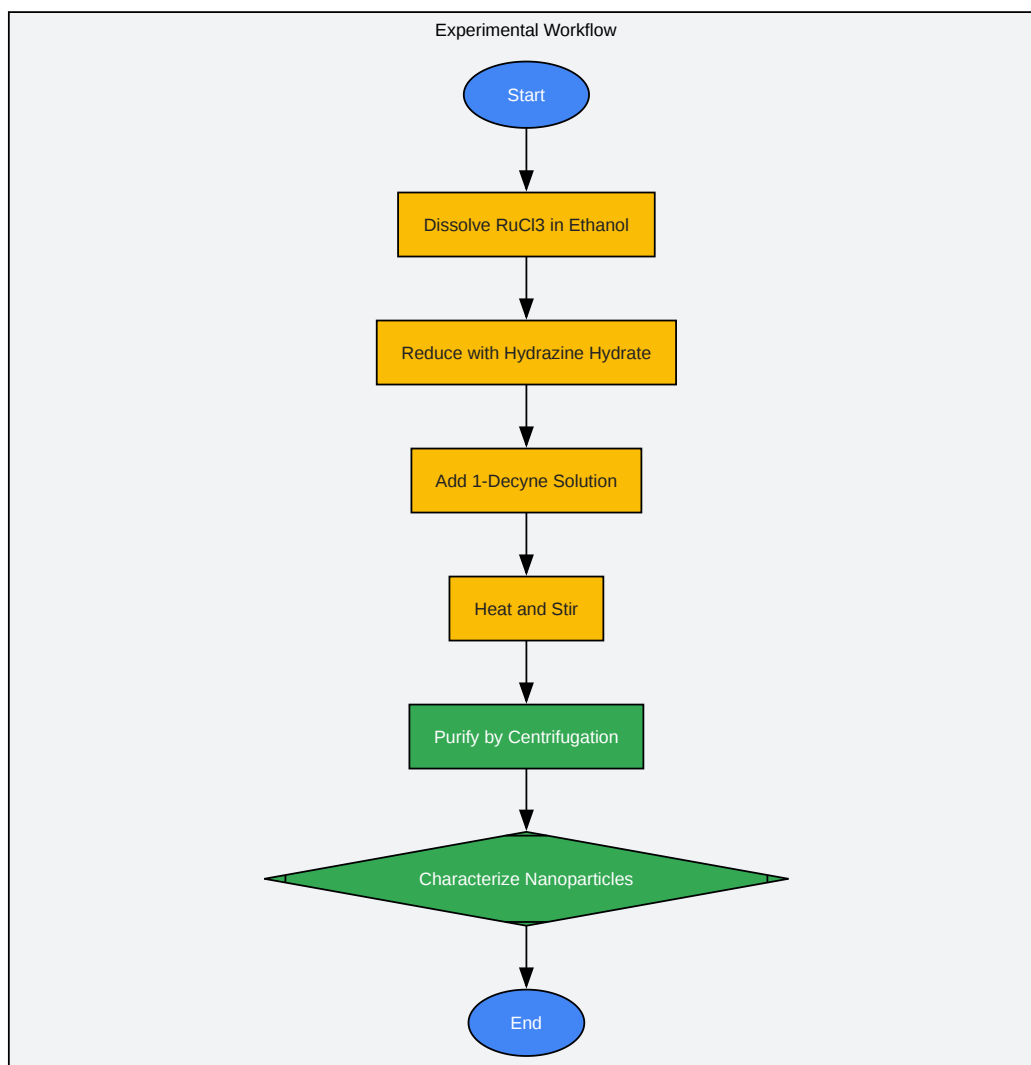 Experimental Workflow
Start
Dissolve RuCl3 in Ethanol
Reduce with Hydrazine Hydrate
Add 1-Decyne Solution
Heat and Stir
Purify by Centrifugation
Characterize Nanoparticles
End